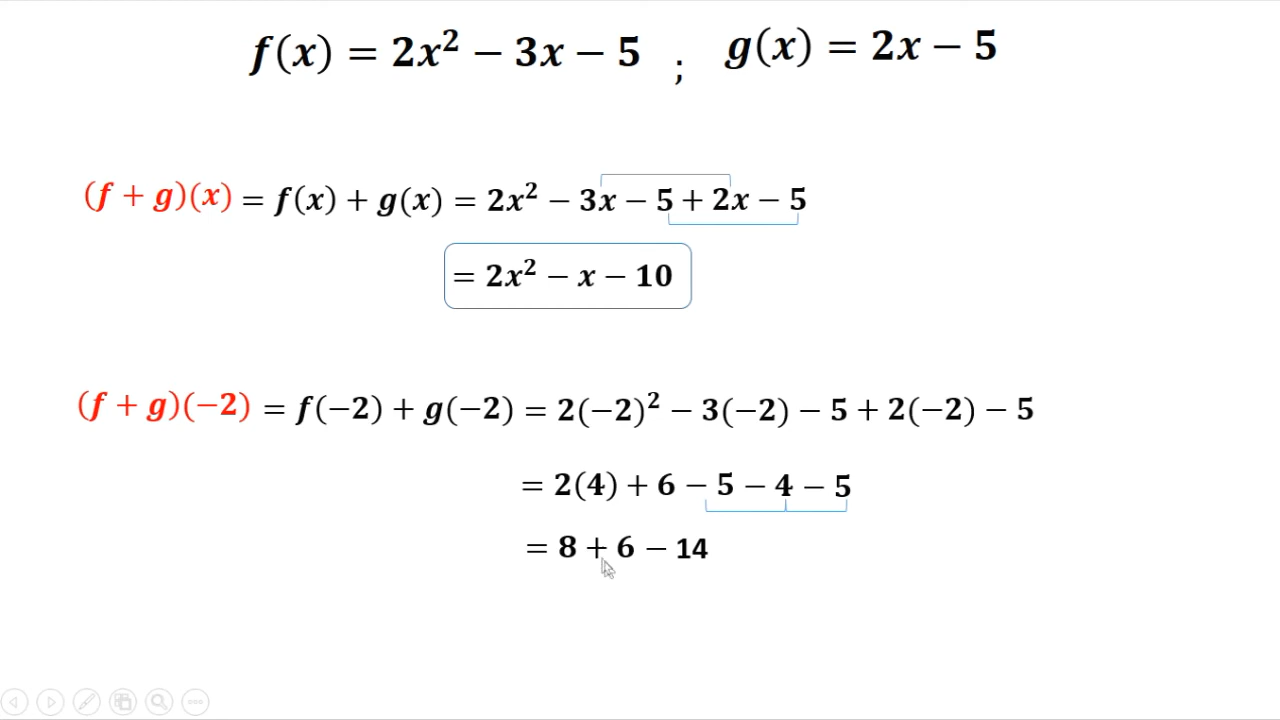 f(x) = 2x² − 3x − 5 ; g(x) = 2x − 5
(f + g)(x) = f(x) + g(x) = 2x² − 3x − 5 + 2x − 5
= 2x² − x − 10
(f + g)(−2) = f(−2) + g(−2) = 2(−2)² − 3(−2) − 5 + 2(−2) − 5
= 2(4) + 6 − 5 − 4 − 5
= 8 + 6 − 14